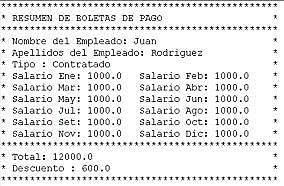 **********************************************
* RESUMEN DE BOLETAS DE PAGO *
**********************************************
* Nombre del Empleado: Juan *
* Apellidos del Empleado: Rodriguez *
* Tipo : Contratado *
* Salario Ene: 1000.0 Salario Feb: 1000.0 *
* Salario Mar: 1000.0 Salario Abr: 1000.0 *
* Salario May: 1000.0 Salario Jun: 1000.0 *
* Salario Jul: 1000.0 Salario Ago: 1000.0 *
* Salario Set: 1000.0 Salario Oct: 1000.0 *
* Salario Nov: 1000.0 Salario Dic: 1000.0 *
**********************************************
* Total: 12000.0 *
* Descuento : 600.0 *
**********************************************